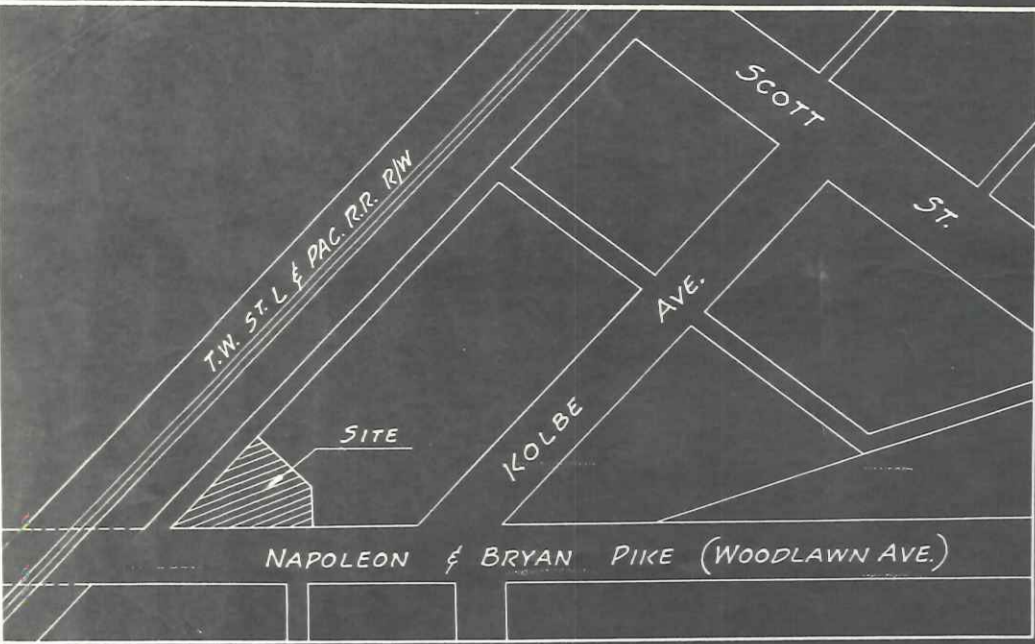 SCOTT ST.
T.W. ST. L & PAC. R.R. R/W
KOLBE AVE.
SITE
NAPOLEON & BRYAN PIKE (WOODLAWN AVE.)